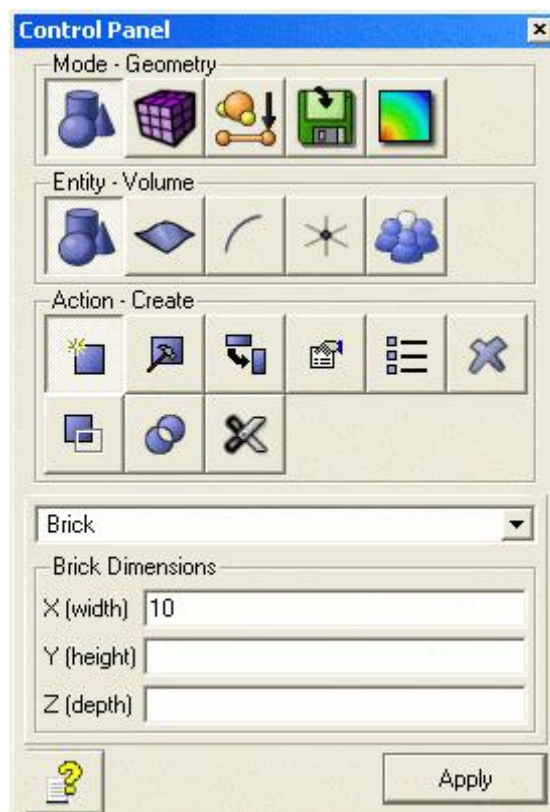 Control Panel
Mode - Geometry
Entity - Volume
Action - Create
Brick
Brick Dimensions
X (width) 10
Y (height)
Z (depth)
Apply